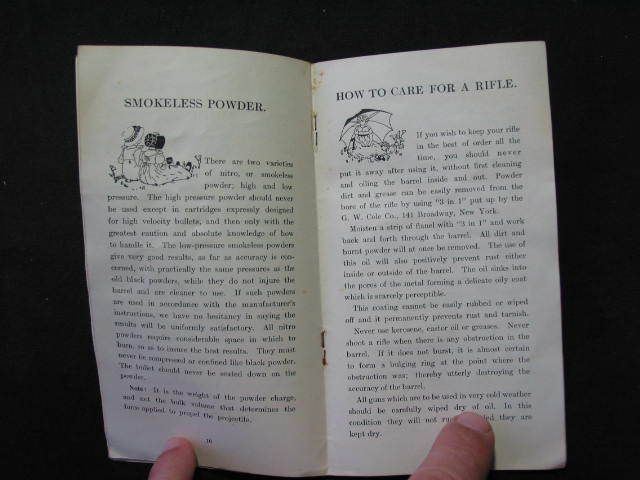 SMOKELESS POWDER.
There are two varieties
of nitro, or smokeless
powder; high and low
pressure. The high pressure powder should never
be used except in cartridges expressly designed
for high velocity bullets, and then only with the
greatest caution and absolute knowledge of how
to handle it. The low-pressure smokeless powders
give very good results, as far as accuracy is con-
cerned, with practically the same pressures as the
old black powders, while they do not injure the
barrel and are cleaner to use. If such powders
are used in accordance with the manufacturer's
instructions, we have no hesitancy in saying the
results will be uniformly satisfactory. All nitro
powders require considerable space in which to
burn, so as to insure the best results. They must
never be compressed or confined like black powder.
The bullet should never be seated down on the
powder.
Note: It is the weight of the powder charge,
and not the bulk volume that determines the
force applied to propel the projectile.
16
HOW TO CARE FOR A RIFLE.
If you wish to keep your rifle
in the best of order all the
time, you should never
put it away after using it, without first cleaning
and oiling the barrel inside and out. Powder
dirt and grease can be easily removed from the
bore of the rifle by using "3 in 1" put up by the
G. W. Cole Co., 141 Broadway, New York.
Moisten a strip of flanel with "3 in 1" and work
back and forth through the barrel. All dirt and
burnt powder will at once be removed. The use of
this oil will also positively prevent rust either
inside or outside of the barrel. The oil sinks into
the pores of the metal forming a delicate oily coat
which is scarcely perceptible.
This coating cannot be easily rubbed or wiped
off and it permanently prevents rust and tarnish.
Never use kerosene, castor oil or greases. Never
shoot a rifle when there is any obstruction in the
barrel. If it does not burst, it is almost certain
to form a bulging ring at the point where the
obstruction was; thereby utterly destroying the
accuracy of the barrel.
All guns which are to be used in very cold weather
should be carefully wiped dry of oil. In this
condition they will not they are
kept dry.